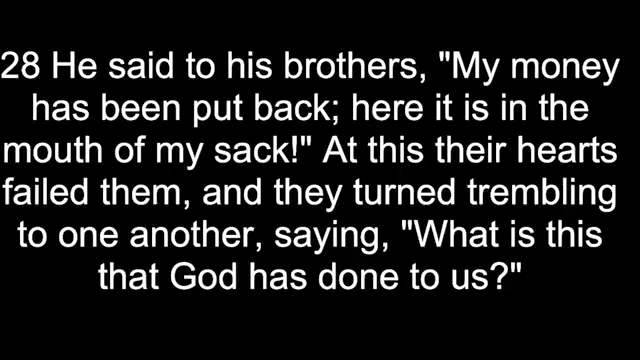 28 He said to his brothers, "My money
has been put back; here it is in the
mouth of my sack!" At this their hearts
failed them, and they turned trembling
to one another, saying, "What is this
that God has done to us?"